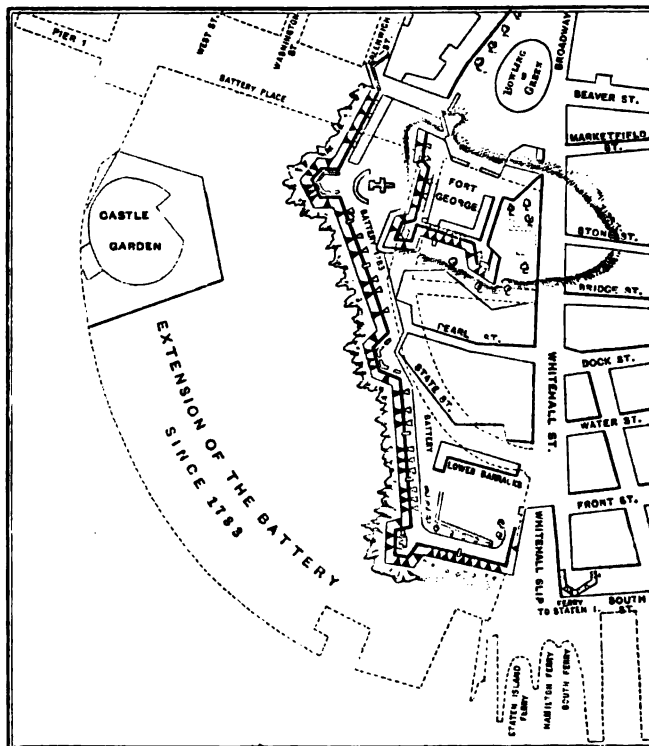 PIER 1
WEST ST.
WASHINGTON
ST.
GREENWICH
ST.
BATTERY PLACE
BOWLING
GREEN
BROADWAY
BEAVER ST.
MARKETFIELD
ST.
CASTLE
GARDEN
FORT
GEORGE
BATTERY 1783
STONE ST.
BRIDGE ST.
PEARL ST.
STATE ST.
DOCK ST.
WHITEHALL ST.
WATER ST.
BATTERY
LOWER BARRACKS
FRONT ST.
EXTENSION OF THE BATTERY
SINCE 1783
WHITEHALL SLIP
FERRY
TO STATEN I.
SOUTH
ST.
STATEN ISLAND
FERRY
HAMILTON FERRY
SOUTH FERRY